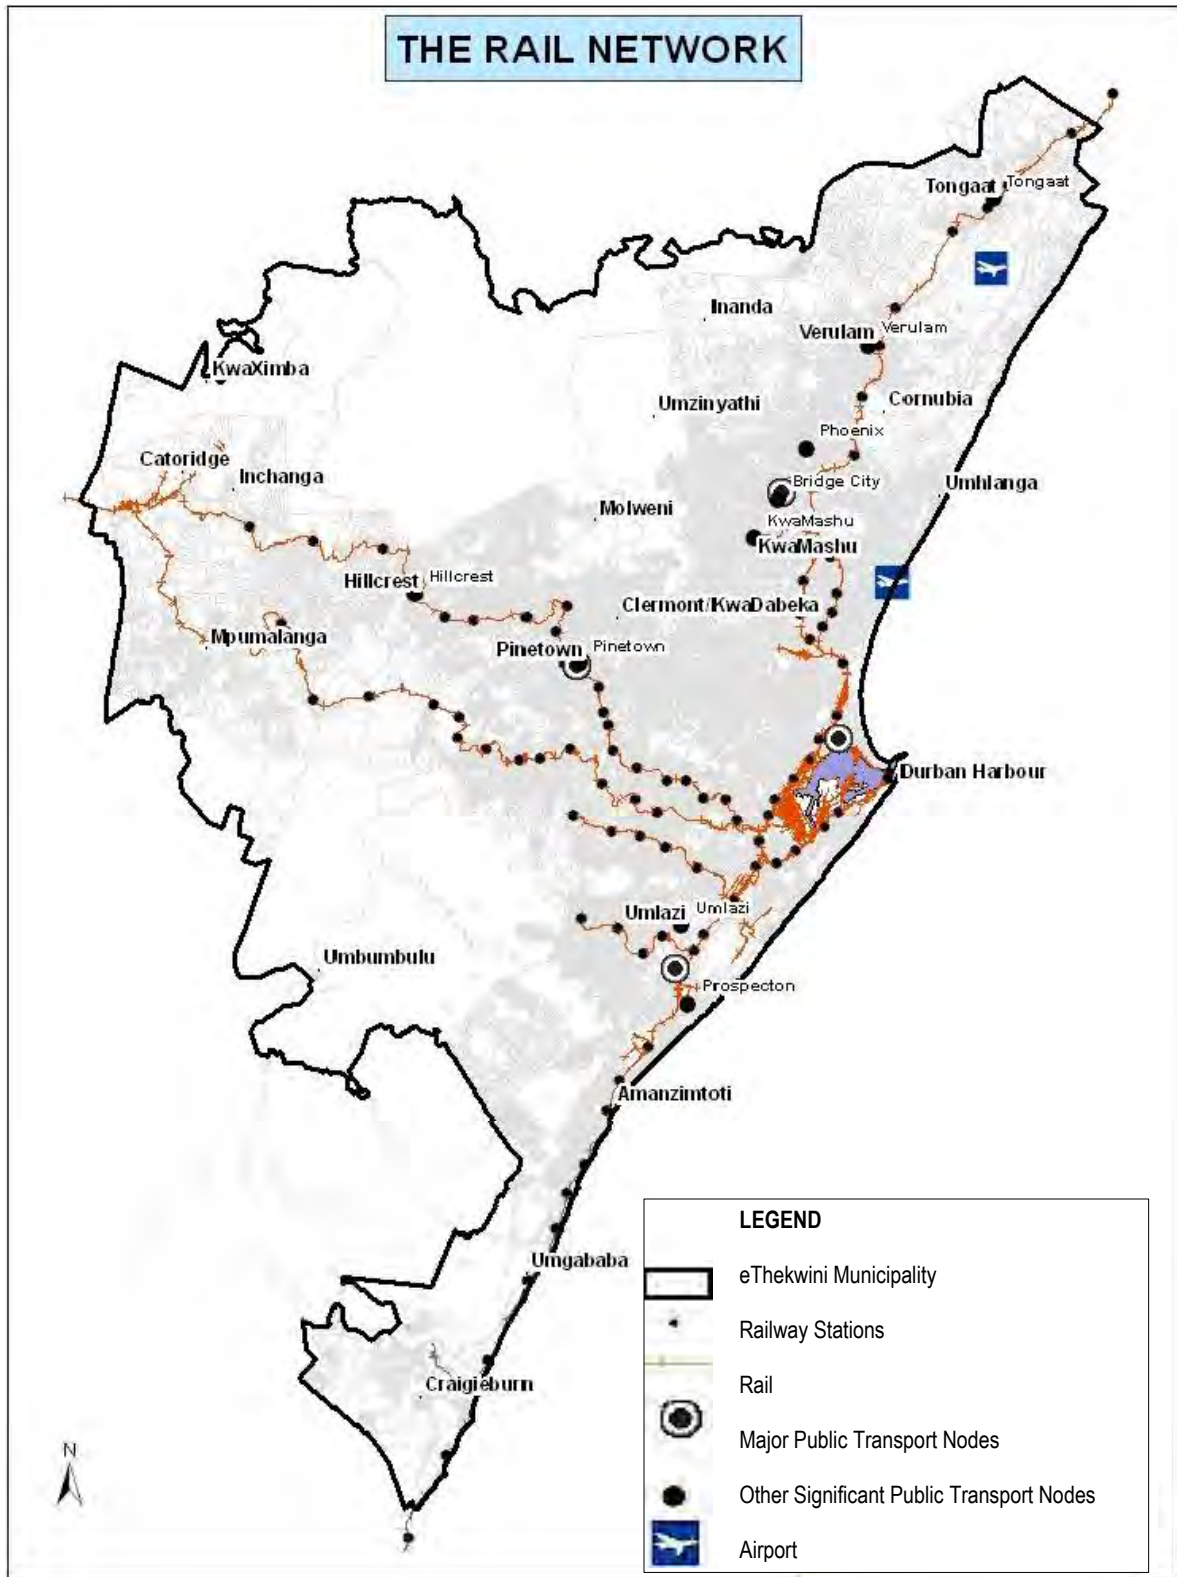 THE RAIL NETWORK
Tongaat Tongaat
Inanda
Verulam Verulam
KwaXimba
Cornubia
Umzinyathi
Phoenix
Catoridge
Inchanga
Bridge City
Umhlanga
Molweni
KwaMashu
KwaMashu
Hillcrest Hillcrest
Clermont/KwaDabeka
Mpumalanga
Pinetown Pinetown
Durban Harbour
Umlazi Umlazi
Umbumbulu
Prospecton
Amanzimtoti
Umgababa
Craigieburn
N
LEGEND
eThekwini Municipality
Railway Stations
Rail
Major Public Transport Nodes
Other Significant Public Transport Nodes
Airport